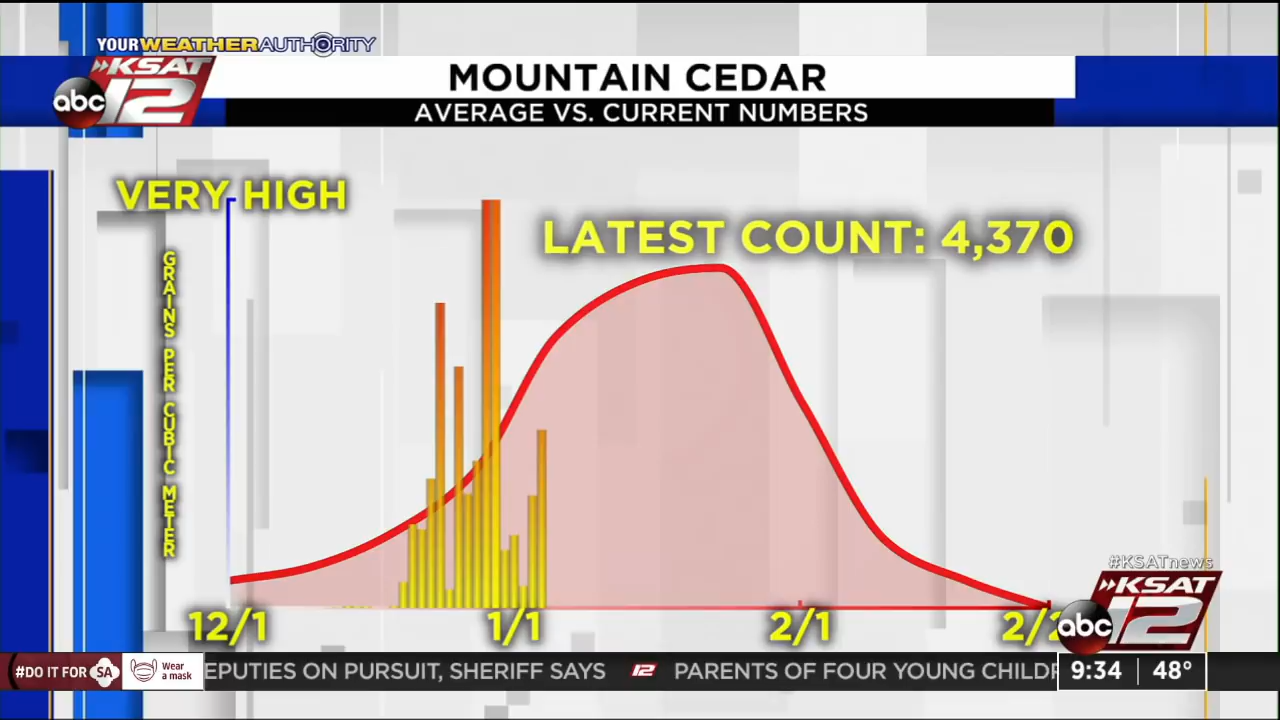 YOUR WEATHER AUTHORITY
KSAT
abc 12
MOUNTAIN CEDAR
AVERAGE VS. CURRENT NUMBERS
VERY HIGH
LATEST COUNT: 4,370
GRAINS PER CUBIC METER
12/1 1/1 2/1
#KSATnews
KSAT
abc 12
#DO IT FOR SA
Wear
a mask
EPUTIES ON PURSUIT, SHERIFF SAYS 12 PARENTS OF FOUR YOUNG CHILD
9:34 48°